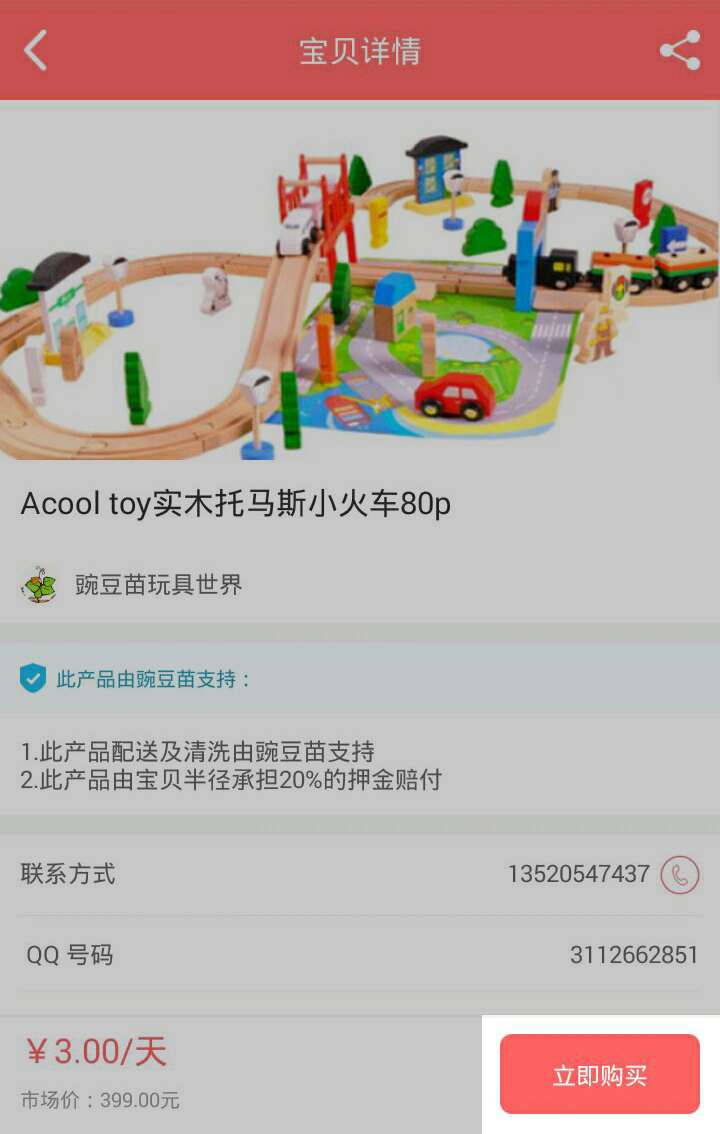 宝贝详情
Acool toy实木托马斯小火车80p
豌豆苗玩具世界
此产品由豌豆苗支持：
1.此产品配送及清洗由豌豆苗支持
2.此产品由宝贝半径承担20%的押金赔付
联系方式 13520547437
QQ 号码 3112662851
￥3.00/天
市场价：399.00元
立即购买